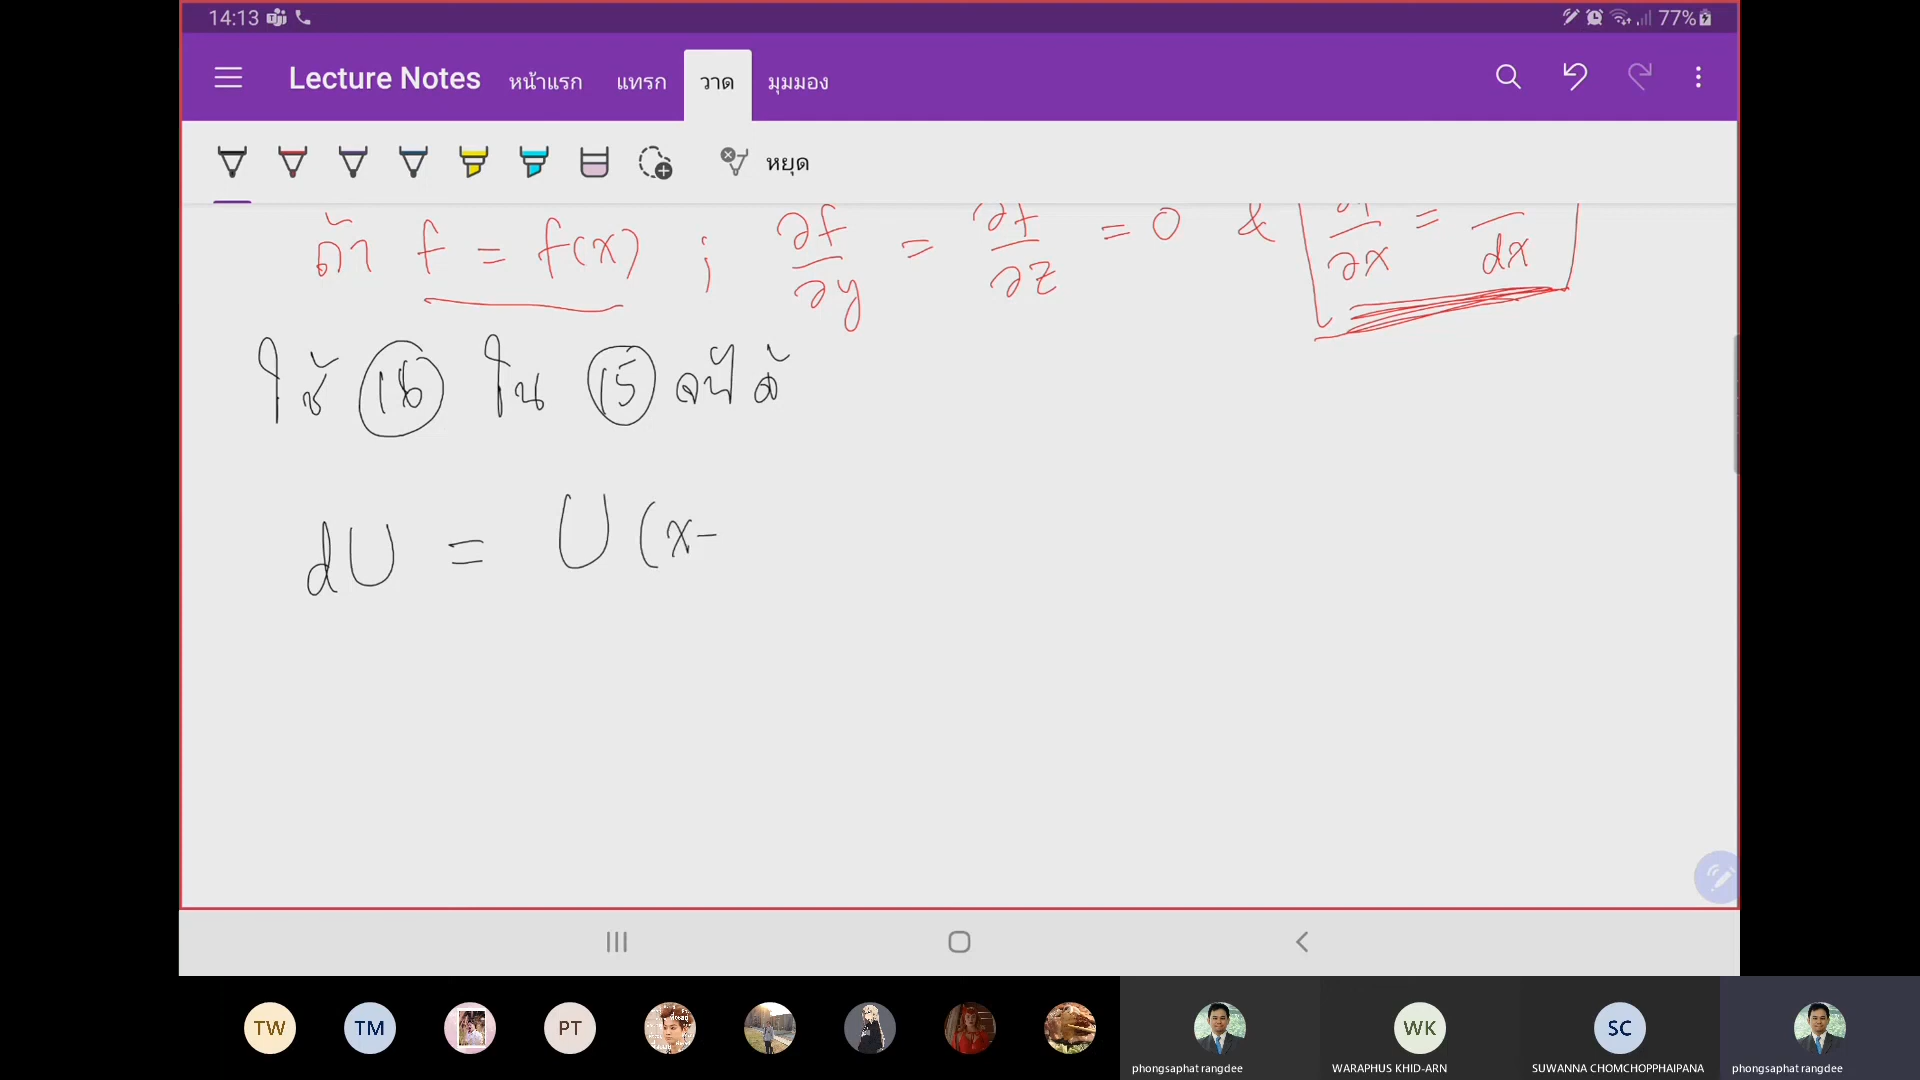 14:13 77%
Lecture Notes หน้าแรก แทรก วาด มุมมอง
หยุด
ถ้า f = f(x) ; ∂f/∂y = ∂f/∂z = 0 & ∂f/∂x = /dx
ใช้ 16 ใน 15 จะได้
dU = U(x-
TW TM PT WK SC
phongsaphat rangdee WARAPHUS KHID-ARN SUWANNA CHOMCHOPPHAIPANA phongsaphat rangdee